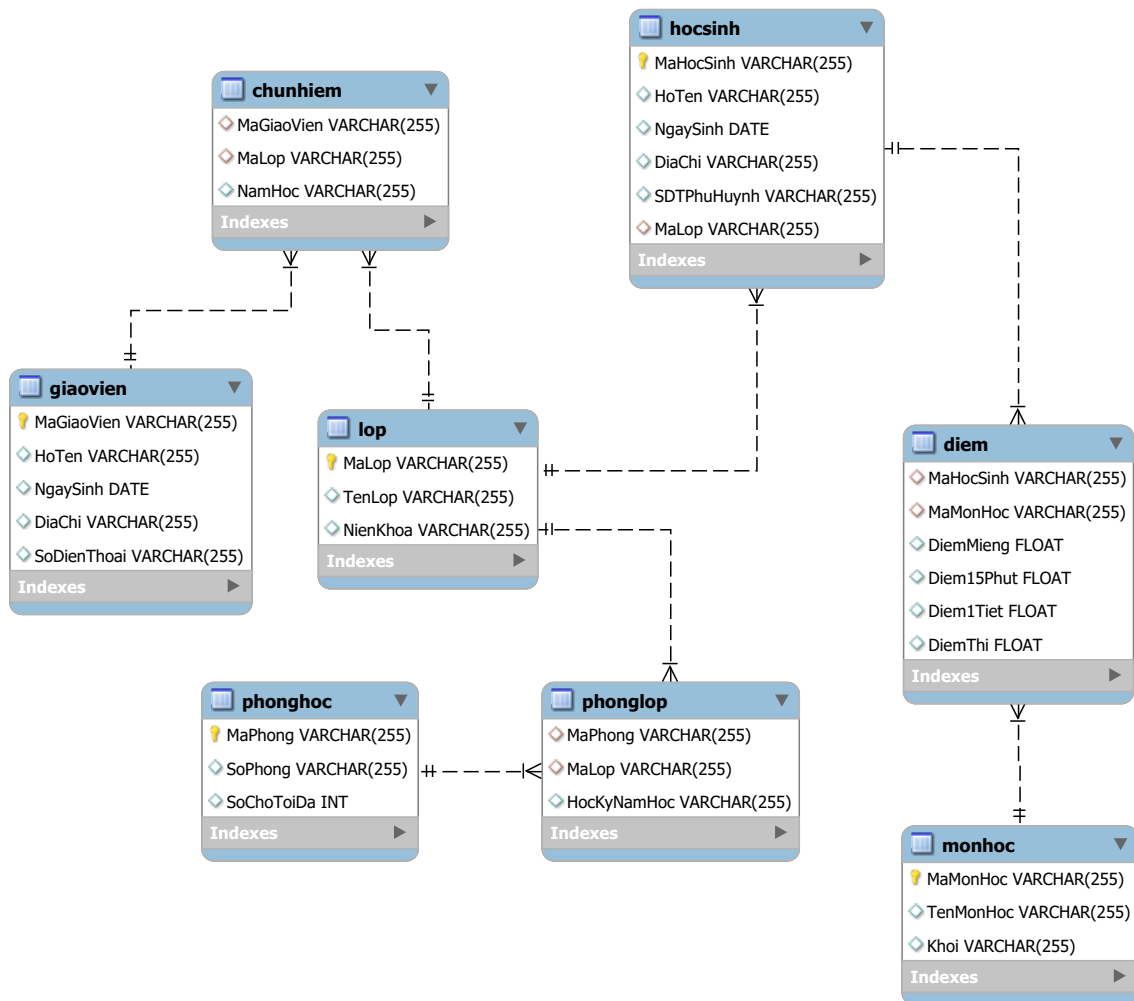 hocsinh
MaHocSinh VARCHAR(255)
HoTen VARCHAR(255)
NgaySinh DATE
DiaChi VARCHAR(255)
SDTPhuHuynh VARCHAR(255)
MaLop VARCHAR(255)
Indexes
chunhiem
MaGiaoVien VARCHAR(255)
MaLop VARCHAR(255)
NamHoc VARCHAR(255)
Indexes
giaovien
MaGiaoVien VARCHAR(255)
HoTen VARCHAR(255)
NgaySinh DATE
DiaChi VARCHAR(255)
SoDienThoai VARCHAR(255)
Indexes
lop
MaLop VARCHAR(255)
TenLop VARCHAR(255)
NienKhoa VARCHAR(255)
Indexes
diem
MaHocSinh VARCHAR(255)
MaMonHoc VARCHAR(255)
DiemMieng FLOAT
Diem15Phut FLOAT
Diem1Tiet FLOAT
DiemThi FLOAT
Indexes
phonghoc
MaPhong VARCHAR(255)
SoPhong VARCHAR(255)
SoChoToiDa INT
Indexes
phonglop
MaPhong VARCHAR(255)
MaLop VARCHAR(255)
HocKyNamHoc VARCHAR(255)
Indexes
monhoc
MaMonHoc VARCHAR(255)
TenMonHoc VARCHAR(255)
Khoi VARCHAR(255)
Indexes